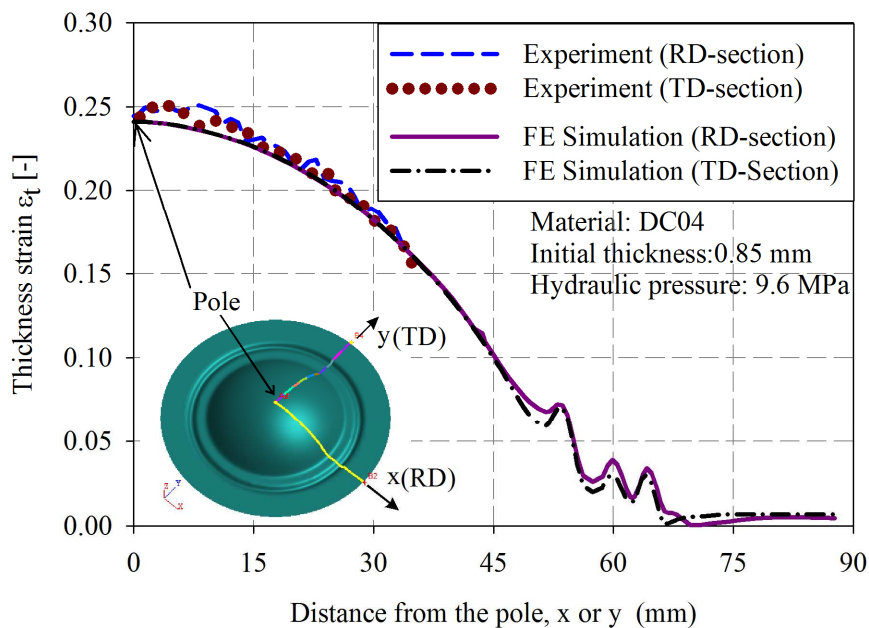 0.30
0.25
0.20
0.15
0.10
0.05
0.00
Thickness strain εt [-]
Experiment (RD-section)
Experiment (TD-section)
FE Simulation (RD-section)
FE Simulation (TD-Section)
Material: DC04
Initial thickness:0.85 mm
Hydraulic pressure: 9.6 MPa
Pole
y(TD)
x(RD)
Z
Y
X
0
15
30
45
60
75
90
Distance from the pole, x or y (mm)